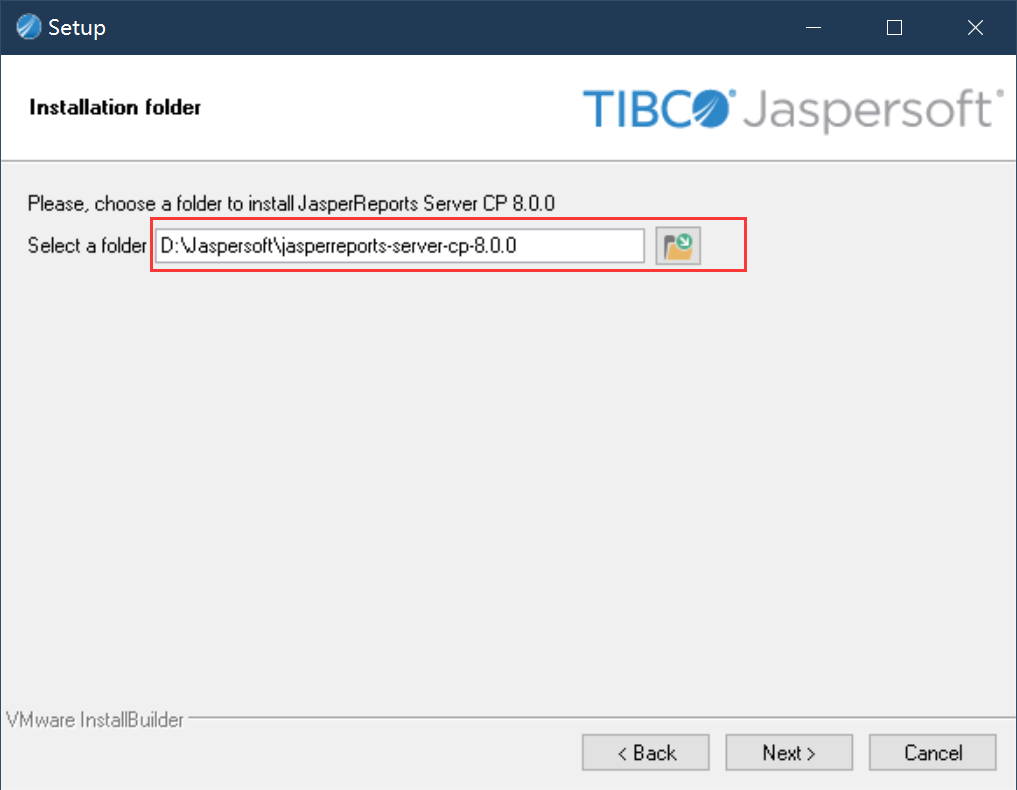 Setup
Installation folder
TIBCO® Jaspersoft®
Please, choose a folder to install JasperReports Server CP 8.0.0
Select a folder D:\Jaspersoft\jasperreports-server-cp-8.0.0
VMware InstallBuilder
< Back Next > Cancel